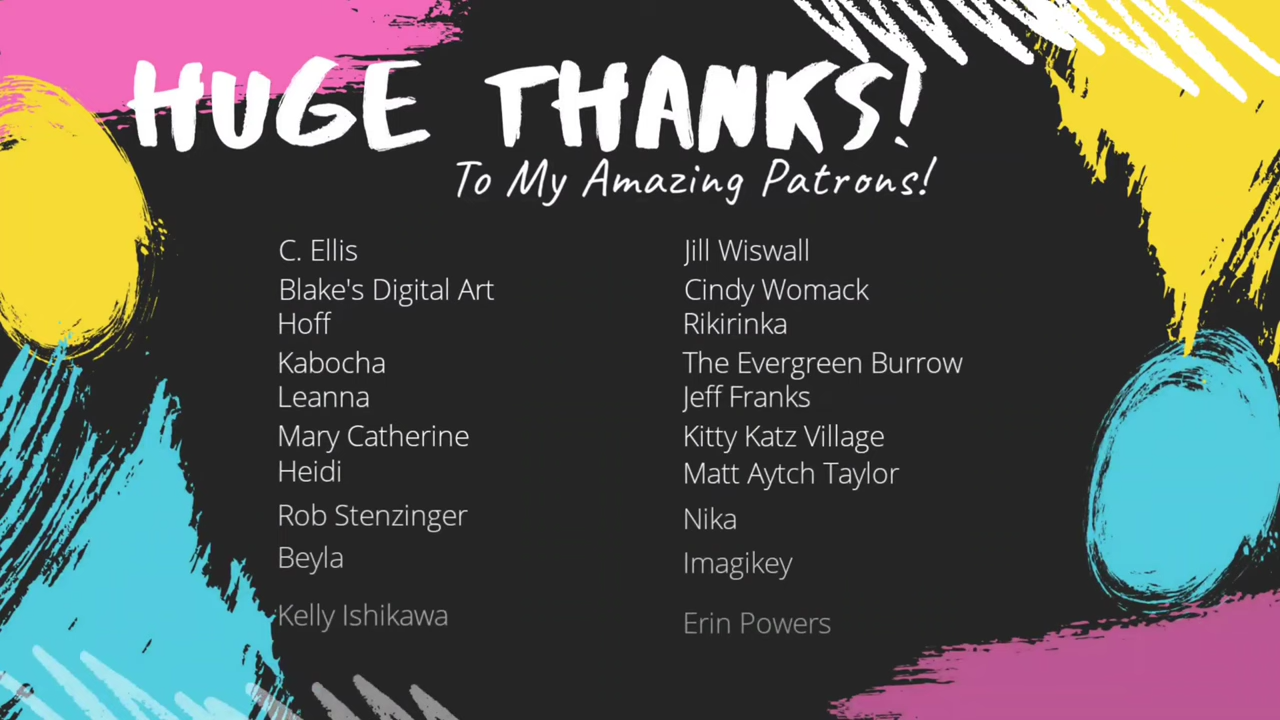 HUGE THANKS!
To My Amazing Patrons!
C. Ellis
Blake's Digital Art
Hoff
Kabocha
Leanna
Mary Catherine
Heidi
Rob Stenzinger
Beyla
Kelly Ishikawa
Jill Wiswall
Cindy Womack
Rikirinka
The Evergreen Burrow
Jeff Franks
Kitty Katz Village
Matt Aytch Taylor
Nika
Imagikey
Erin Powers